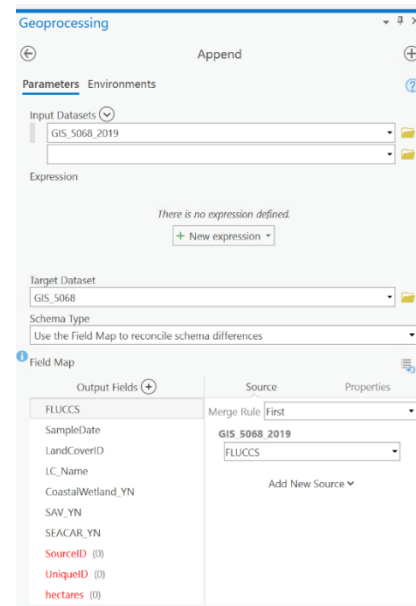 Geoprocessing
Append
Parameters Environments
Input Datasets
GIS_5068_2019
Expression
There is no expression defined.
+ New expression
Target Dataset
GIS_5068
Schema Type
Use the Field Map to reconcile schema differences
Field Map
Output Fields Source Properties
FLUCCS Merge Rule First
SampleDate GIS_5068_2019
LandCoverID FLUCCS
LC_Name Add New Source
CoastalWetland_YN
SAV_YN
SEACAR_YN
SourceID (0)
UniqueID (0)
hectares (0)